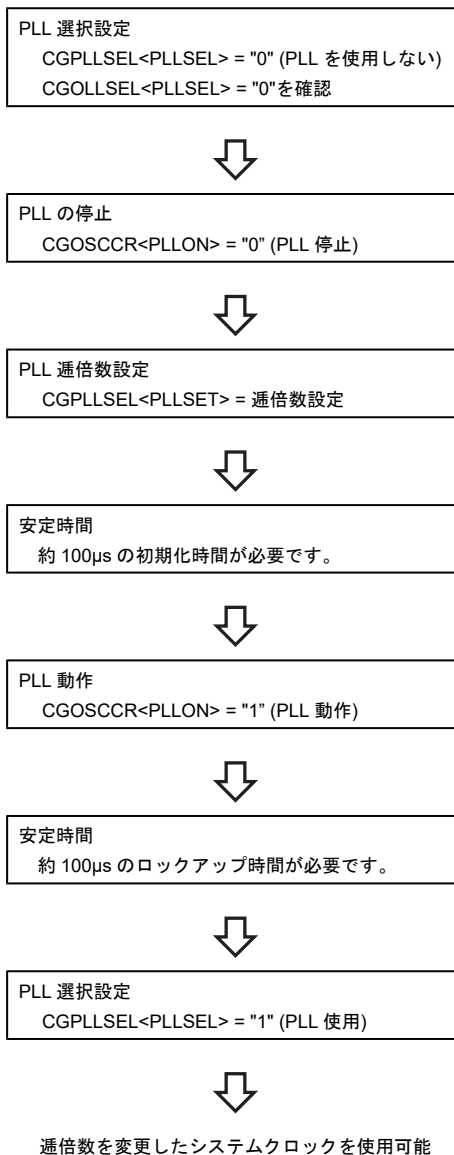 PLL 選択設定
CGPLLSEL<PLLSEL> = "0" (PLL を使用しない)
CGOLLSEL<PLLSEL> = "0"を確認
PLL の停止
CGOSCCR<PLLON> = "0” (PLL 停止)
PLL 逓倍数設定
CGPLLSEL<PLLSET> = 逓倍数設定
安定時間
約 100μs の初期化時間が必要です。
PLL 動作
CGOSCCR<PLLON> = "1” (PLL 動作)
安定時間
約 100μs のロックアップ時間が必要です。
PLL 選択設定
CGPLLSEL<PLLSEL> = "1" (PLL 使用)
逓倍数を変更したシステムクロックを使用可能